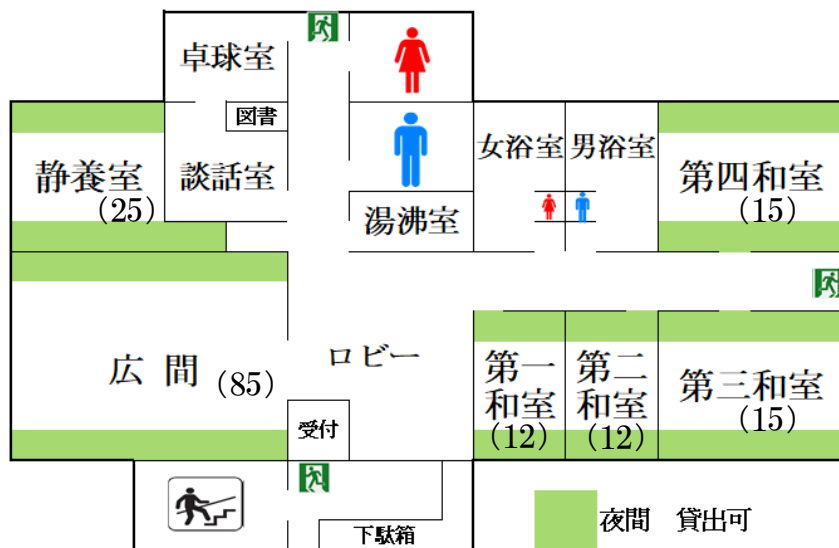 卓球室
図書
静養室
(25)
談話室
湯沸室
女浴室
男浴室
第四和室
(15)
広間
(85)
ロビー
受付
第一
和室
(12)
第二
和室
(12)
第三和室
(15)
下駄箱
夜間 貸出可